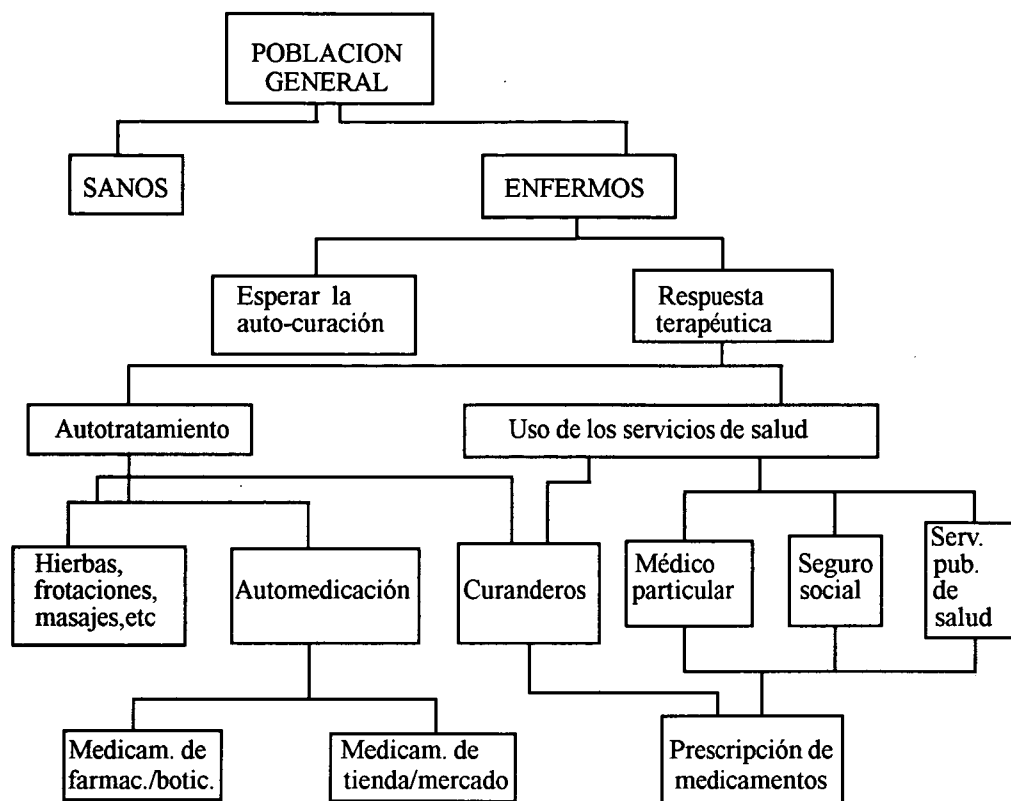 POBLACION
GENERAL
SANOS
ENFERMOS
Esperar la
auto-curación
Respuesta
terapéutica
Autotratamiento
Uso de los servicios de salud
Hierbas,
frotaciones,
masajes,etc
Automedicación
Curanderos
Médico
particular
Seguro
social
Serv.
pub.
de
salud
Medicam. de
farmac./botic.
Medicam. de
tienda/mercado
Prescripción de
medicamentos